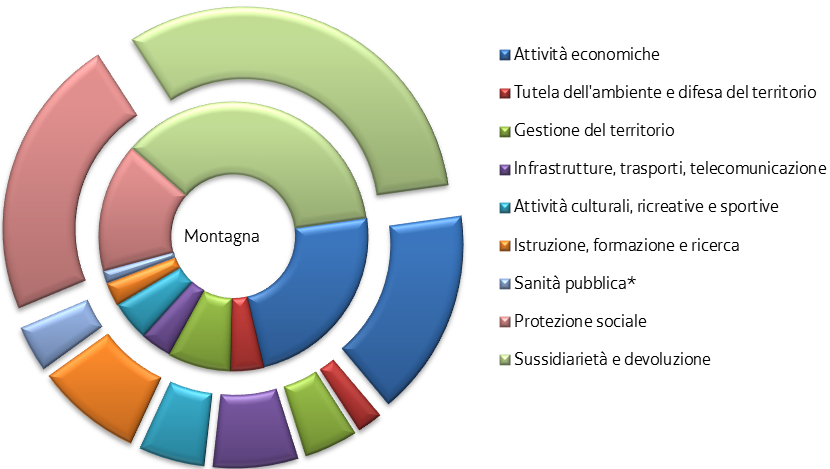 Montagna
Attività economiche
Tutela dell'ambiente e difesa del territorio
Gestione del territorio
Infrastrutture, trasporti, telecomunicazione
Attività culturali, ricreative e sportive
Istruzione, formazione e ricerca
Sanità pubblica*
Protezione sociale
Sussidiarietà e devoluzione